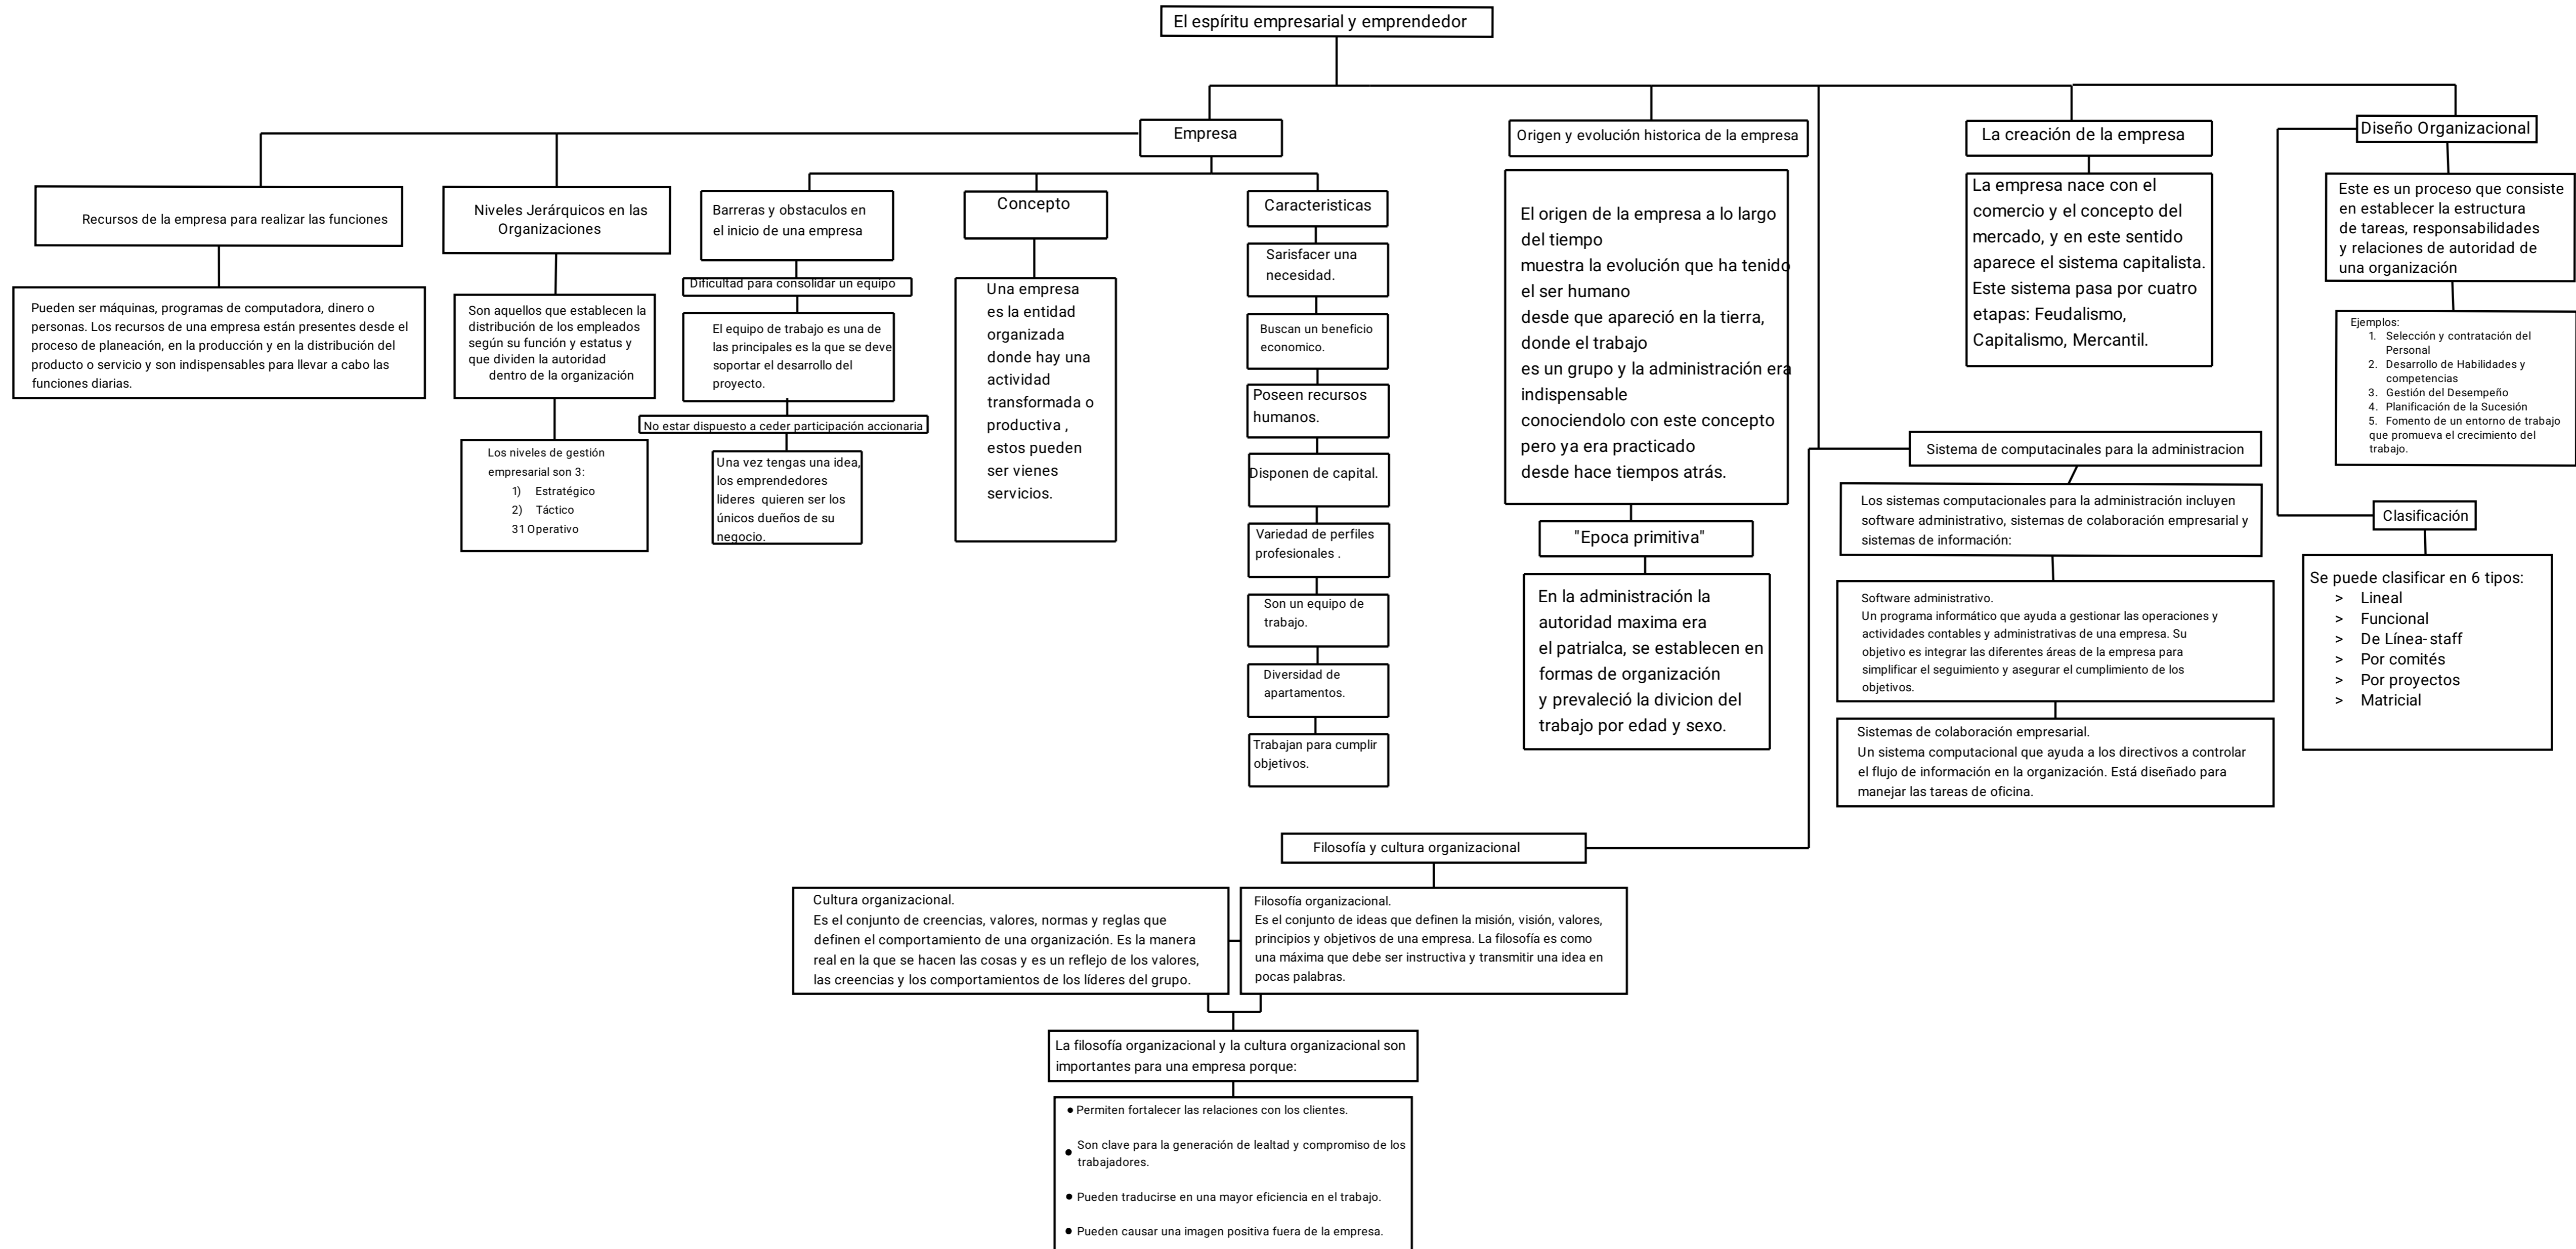 El espíritu empresarial y emprendedor
Empresa
Recursos de la empresa para realizar las funciones
Pueden ser máquinas, programas de computadora, dinero o
personas. Los recursos de una empresa están presentes desde el
proceso de planeación, en la producción y en la distribución del
producto o servicio y son indispensables para llevar a cabo las
funciones diarias.
Niveles Jerárquicos en las
Organizaciones
Son aquellos que establecen la
distribución de los empleados
según su función y estatus y
que dividen la autoridad
dentro de la organización
Los niveles de gestión
empresarial son 3:
1) Estratégico
2) Táctico
31 Operativo
Barreras y obstaculos en
el inicio de una empresa
Dificultad para consolidar un equipo
El equipo de trabajo es una de
las principales es la que se deve
soportar el desarrollo del
proyecto.
No estar dispuesto a ceder participación accionaria
Una vez tengas una idea,
los emprendedores
lideres quieren ser los
únicos dueños de su
negocio.
Concepto
Una empresa
es la entidad
organizada
donde hay una
actividad
transformada o
productiva ,
estos pueden
ser vienes
servicios.
Caracteristicas
Sarisfacer una
necesidad.
Buscan un beneficio
economico.
Poseen recursos
humanos.
Disponen de capital.
Variedad de perfiles
profesionales .
Son un equipo de
trabajo.
Diversidad de
apartamentos.
Trabajan para cumplir
objetivos.
Origen y evolución historica de la empresa
El origen de la empresa a lo largo
del tiempo
muestra la evolución que ha tenido
el ser humano
desde que apareció en la tierra,
donde el trabajo
es un grupo y la administración era
indispensable
conociendolo con este concepto
pero ya era practicado
desde hace tiempos atrás.
"Epoca primitiva"
En la administración la
autoridad maxima era
el patrialca, se establecen en
formas de organización
y prevaleció la divicion del
trabajo por edad y sexo.
La creación de la empresa
La empresa nace con el
comercio y el concepto del
mercado, y en este sentido
aparece el sistema capitalista.
Este sistema pasa por cuatro
etapas: Feudalismo,
Capitalismo, Mercantil.
Sistema de computacinales para la administracion
Los sistemas computacionales para la administración incluyen
software administrativo, sistemas de colaboración empresarial y
sistemas de información:
Software administrativo.
Un programa informático que ayuda a gestionar las operaciones y
actividades contables y administrativas de una empresa. Su
objetivo es integrar las diferentes áreas de la empresa para
simplificar el seguimiento y asegurar el cumplimiento de los
objetivos.
Sistemas de colaboración empresarial.
Un sistema computacional que ayuda a los directivos a controlar
el flujo de información en la organización. Está diseñado para
manejar las tareas de oficina.
Diseño Organizacional
Este es un proceso que consiste
en establecer la estructura
de tareas, responsabilidades
y relaciones de autoridad de
una organización
Ejemplos:
1. Selección y contratación del
Personal
2. Desarrollo de Habilidades y
competencias
3. Gestión del Desempeño
4. Planificación de la Sucesión
5. Fomento de un entorno de trabajo
que promueva el crecimiento del
trabajo.
Clasificación
Se puede clasificar en 6 tipos:
> Lineal
> Funcional
> De Línea-staff
> Por comités
> Por proyectos
> Matricial
Filosofía y cultura organizacional
Cultura organizacional.
Es el conjunto de creencias, valores, normas y reglas que
definen el comportamiento de una organización. Es la manera
real en la que se hacen las cosas y es un reflejo de los valores,
las creencias y los comportamientos de los líderes del grupo.
Filosofía organizacional.
Es el conjunto de ideas que definen la misión, visión, valores,
principios y objetivos de una empresa. La filosofía es como
una máxima que debe ser instructiva y transmitir una idea en
pocas palabras.
La filosofía organizacional y la cultura organizacional son
importantes para una empresa porque:
• Permiten fortalecer las relaciones con los clientes.
• Son clave para la generación de lealtad y compromiso de los
trabajadores.
• Pueden traducirse en una mayor eficiencia en el trabajo.
• Pueden causar una imagen positiva fuera de la empresa.